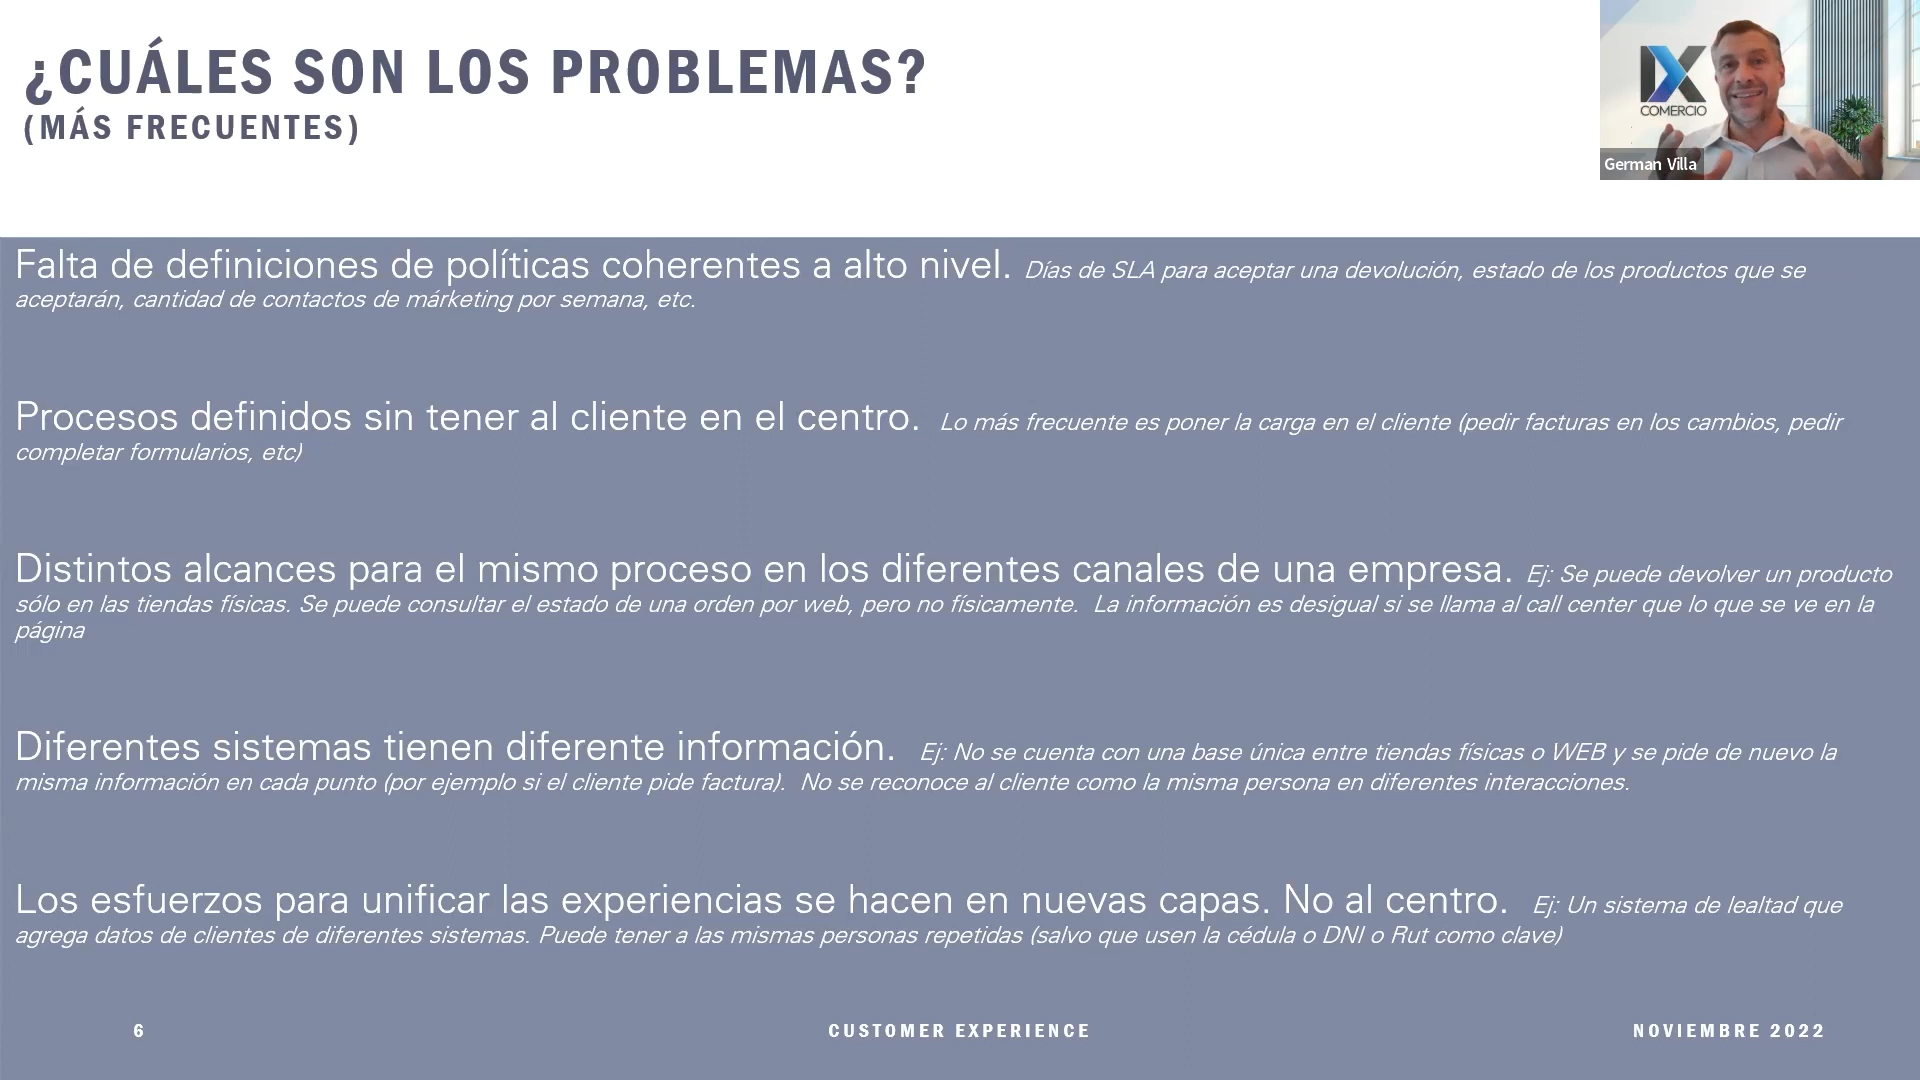 ¿CUÁLES SON LOS PROBLEMAS?
(MÁS FRECUENTES)
IX
COMERCIO
German Villa
Falta de definiciones de políticas coherentes a alto nivel. Días de SLA para aceptar una devolución, estado de los productos que se
aceptarán, cantidad de contactos de márketing por semana, etc.
Procesos definidos sin tener al cliente en el centro. Lo más frecuente es poner la carga en el cliente (pedir facturas en los cambios, pedir
completar formularios, etc)
Distintos alcances para el mismo proceso en los diferentes canales de una empresa. Ej: Se puede devolver un producto
sólo en las tiendas físicas. Se puede consultar el estado de una orden por web, pero no físicamente. La información es desigual si se llama al call center que lo que se ve en la
página
Diferentes sistemas tienen diferente información. Ej: No se cuenta con una base única entre tiendas físicas o WEB y se pide de nuevo la
misma información en cada punto (por ejemplo si el cliente pide factura). No se reconoce al cliente como la misma persona en diferentes interacciones.
Los esfuerzos para unificar las experiencias se hacen en nuevas capas. No al centro. Ej: Un sistema de lealtad que
agrega datos de clientes de diferentes sistemas. Puede tener a las mismas personas repetidas (salvo que usen la cédula o DNI o Rut como clave)
6
CUSTOMER EXPERIENCE
NOVIEMBRE 2022